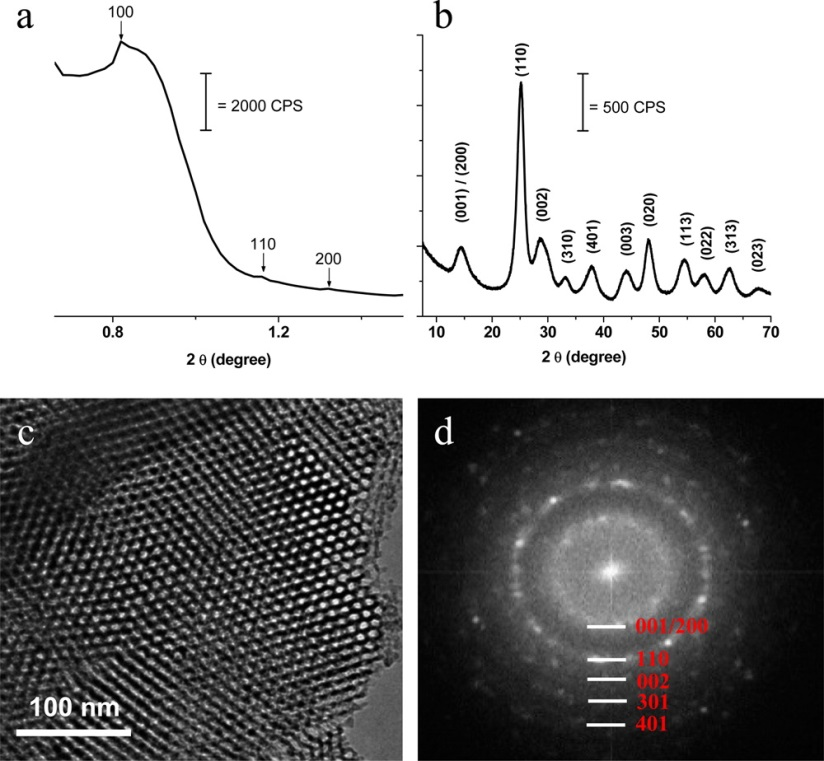 a
100
= 2000 CPS
110
200
0.8
1.2
2 θ (degree)
b
(110)
= 500 CPS
(001) / (200)
(002)
(310)
(401)
(003)
(020)
(113)
(022)
(313)
(023)
10 20 30 40 50 60 70
2 θ (degree)
c
100 nm
d
001/200
110
002
301
401